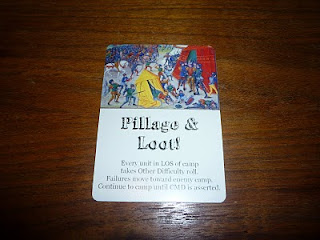 Pillage &
Loot!
Every unit in LOS of camp
takes Other Difficulty roll.
Failures move toward enemy camp.
Continue to camp until CMD is asserted.